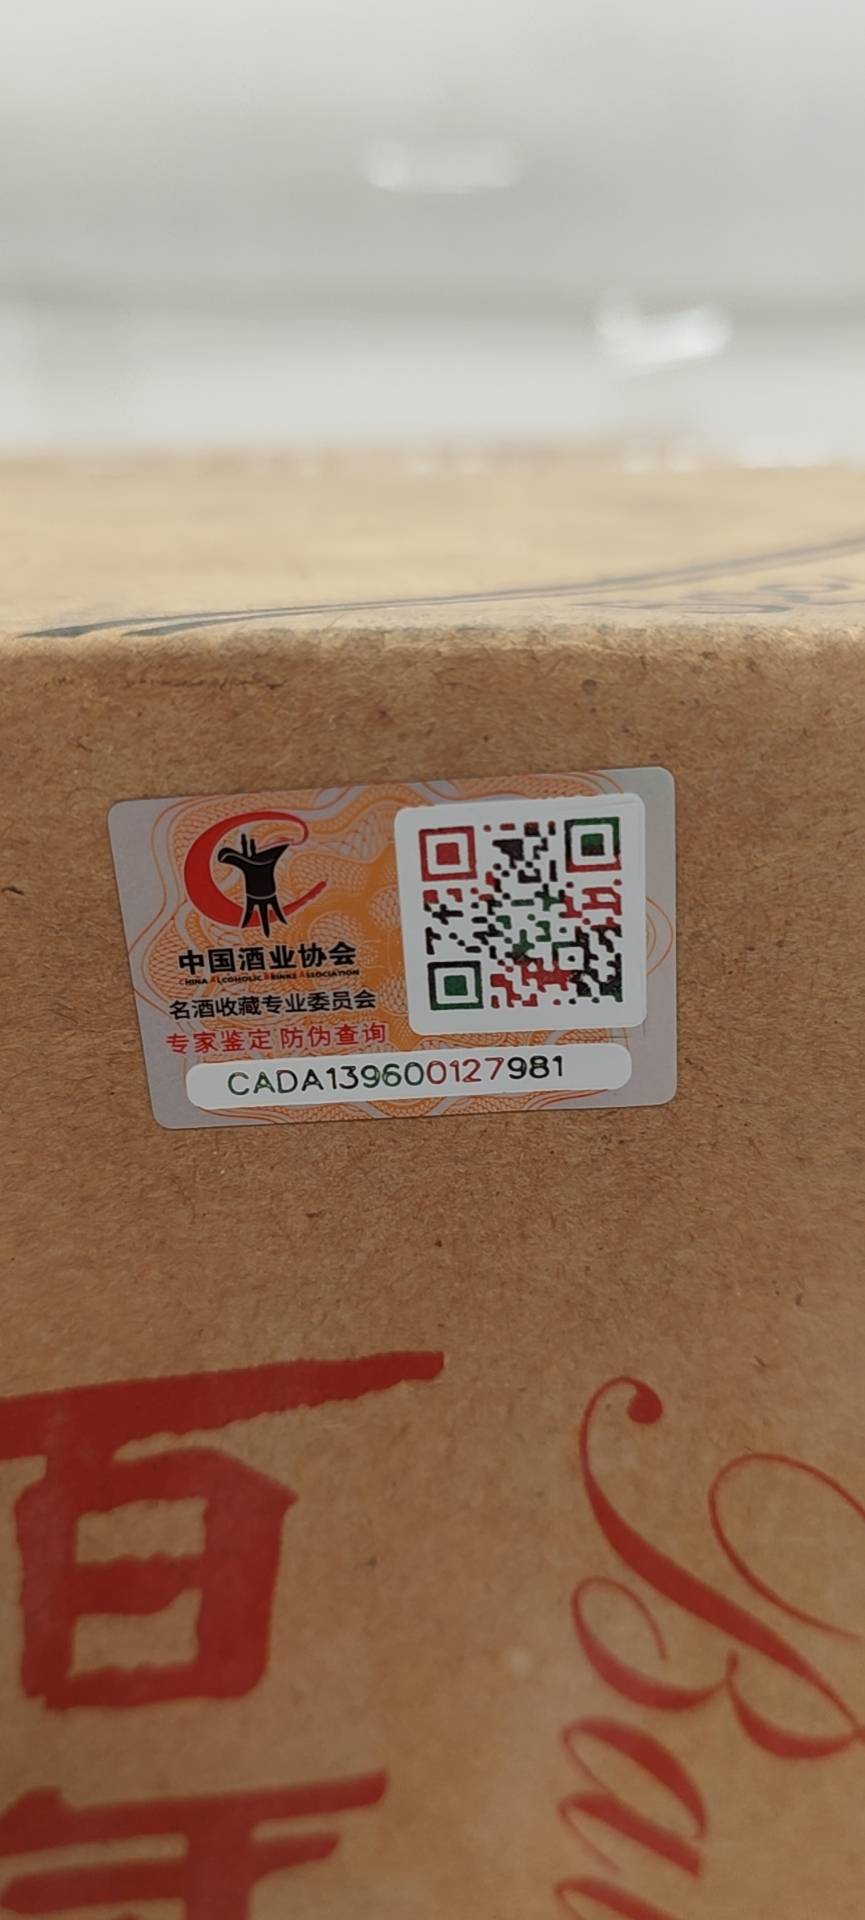 中国酒业协会
CHINA ALCOHOLIC DRINKS ASSOCIATION
名酒收藏专业委员会
专家鉴定 防伪查询
CADA139600127981
百
Bai